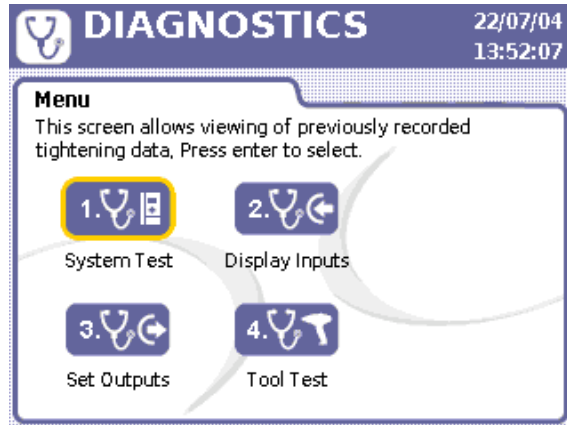 DIAGNOSTICS
22/07/04
13:52:07
Menu
This screen allows viewing of previously recorded
tightening data, Press enter to select.
1.
2.
System Test
Display Inputs
3.
4.
Set Outputs
Tool Test